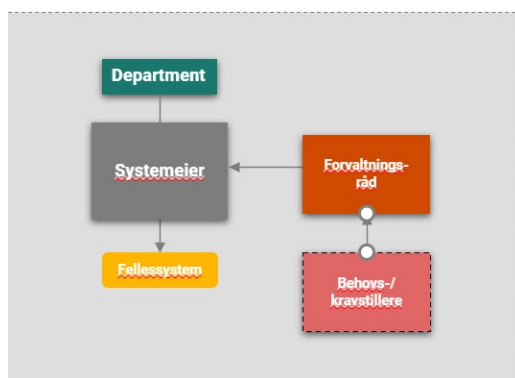 Department
Systemeier
Forvaltnings-
råd
Fellessystem
Behovs-/
kravstillere